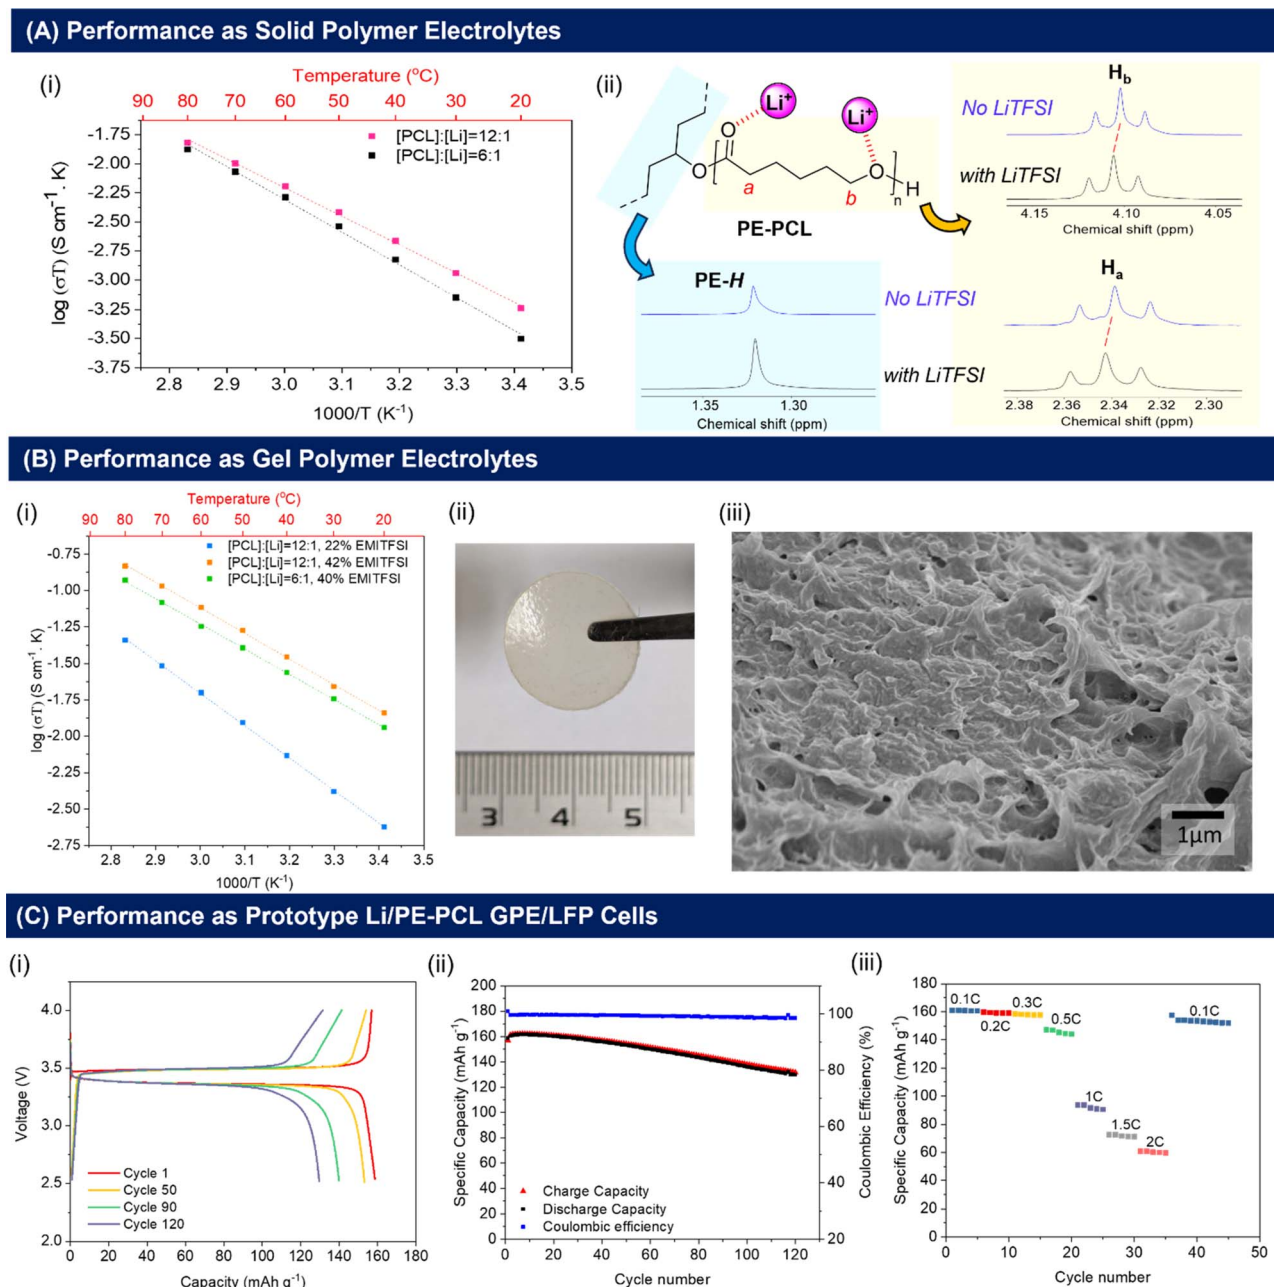 (A) Performance as Solid Polymer Electrolytes
(i)
Temperature (°C)
90 80 70 60 50 40 30 20
[PCL]:[Li]=12:1
[PCL]:[Li]=6:1
log (σT) (S cm⁻¹. K)
-1.75
-2.00
-2.25
-2.50
-2.75
-3.00
-3.25
-3.50
-3.75
2.8 2.9 3.0 3.1 3.2 3.3 3.4 3.5
1000/T (K⁻¹)
(ii)
Li⁺
Li⁺
O
O
O
H
n
a
b
PE-PCL
PE-H
1.35 1.30
Chemical shift (ppm)
Hb
No LiTFSI
with LiTFSI
4.15 4.10 4.05
Chemical shift (ppm)
Ha
No LiTFSI
with LiTFSI
2.38 2.36 2.34 2.32 2.30
Chemical shift (ppm)
(B) Performance as Gel Polymer Electrolytes
(i)
Temperature (°C)
90 80 70 60 50 40 30 20
[PCL]:[Li]=12:1, 22% EMITFSI
[PCL]:[Li]=12:1, 42% EMITFSI
[PCL]:[Li]=6:1, 40% EMITFSI
log (σT) (S cm⁻¹. K)
-0.75
-1.00
-1.25
-1.50
-1.75
-2.00
-2.25
-2.50
-2.75
2.8 2.9 3.0 3.1 3.2 3.3 3.4 3.5
1000/T (K⁻¹)
(ii)
3 4 5
(iii)
1µm
(C) Performance as Prototype Li/PE-PCL GPE/LFP Cells
(i)
Voltage (V)
4.0
3.5
3.0
2.5
2.0
Cycle 1
Cycle 50
Cycle 90
Cycle 120
0 20 40 60 80 100 120 140 160 180
Capacity (mAh g⁻¹)
(ii)
Specific Capacity (mAh g⁻¹)
200
180
160
140
120
100
80
60
40
20
0
Charge Capacity
Discharge Capacity
Coulombic efficiency
0 20 40 60 80 100 120
Cycle number
100
80
60
40
20
Coulombic Efficiency (%)
(iii)
Specific Capacity (mAh g⁻¹)
180
160
140
120
100
80
60
40
20
0
0.1C
0.2C
0.3C
0.5C
1C
1.5C
2C
0.1C
0 10 20 30 40 50
Cycle number